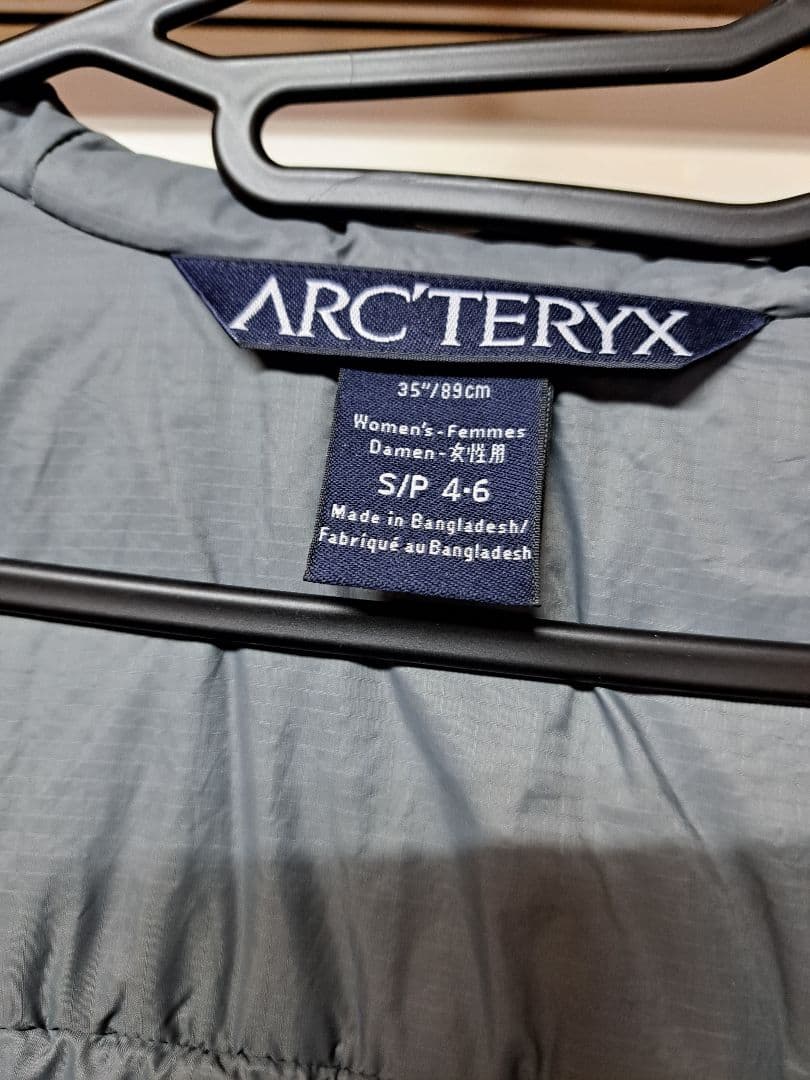 ARC'TERYX
35"/89cm
Women's-Femmes
Damen-女性用
S/P 4·6
Made in Bangladesh/
Fabriqué au Bangladesh